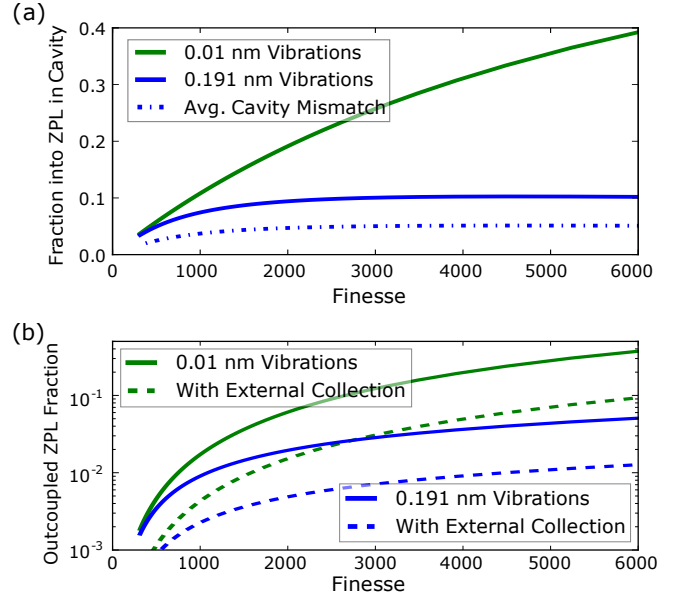 (a)
0.4
0.3
0.2
0.1
0.0
Fraction into ZPL in Cavity
0.01 nm Vibrations
0.191 nm Vibrations
Avg. Cavity Mismatch
0 1000 2000 3000 4000 5000 6000
Finesse
(b)
10⁻¹
10⁻²
10⁻³
Outcoupled ZPL Fraction
0.01 nm Vibrations
With External Collection
0.191 nm Vibrations
With External Collection
0 1000 2000 3000 4000 5000 6000
Finesse